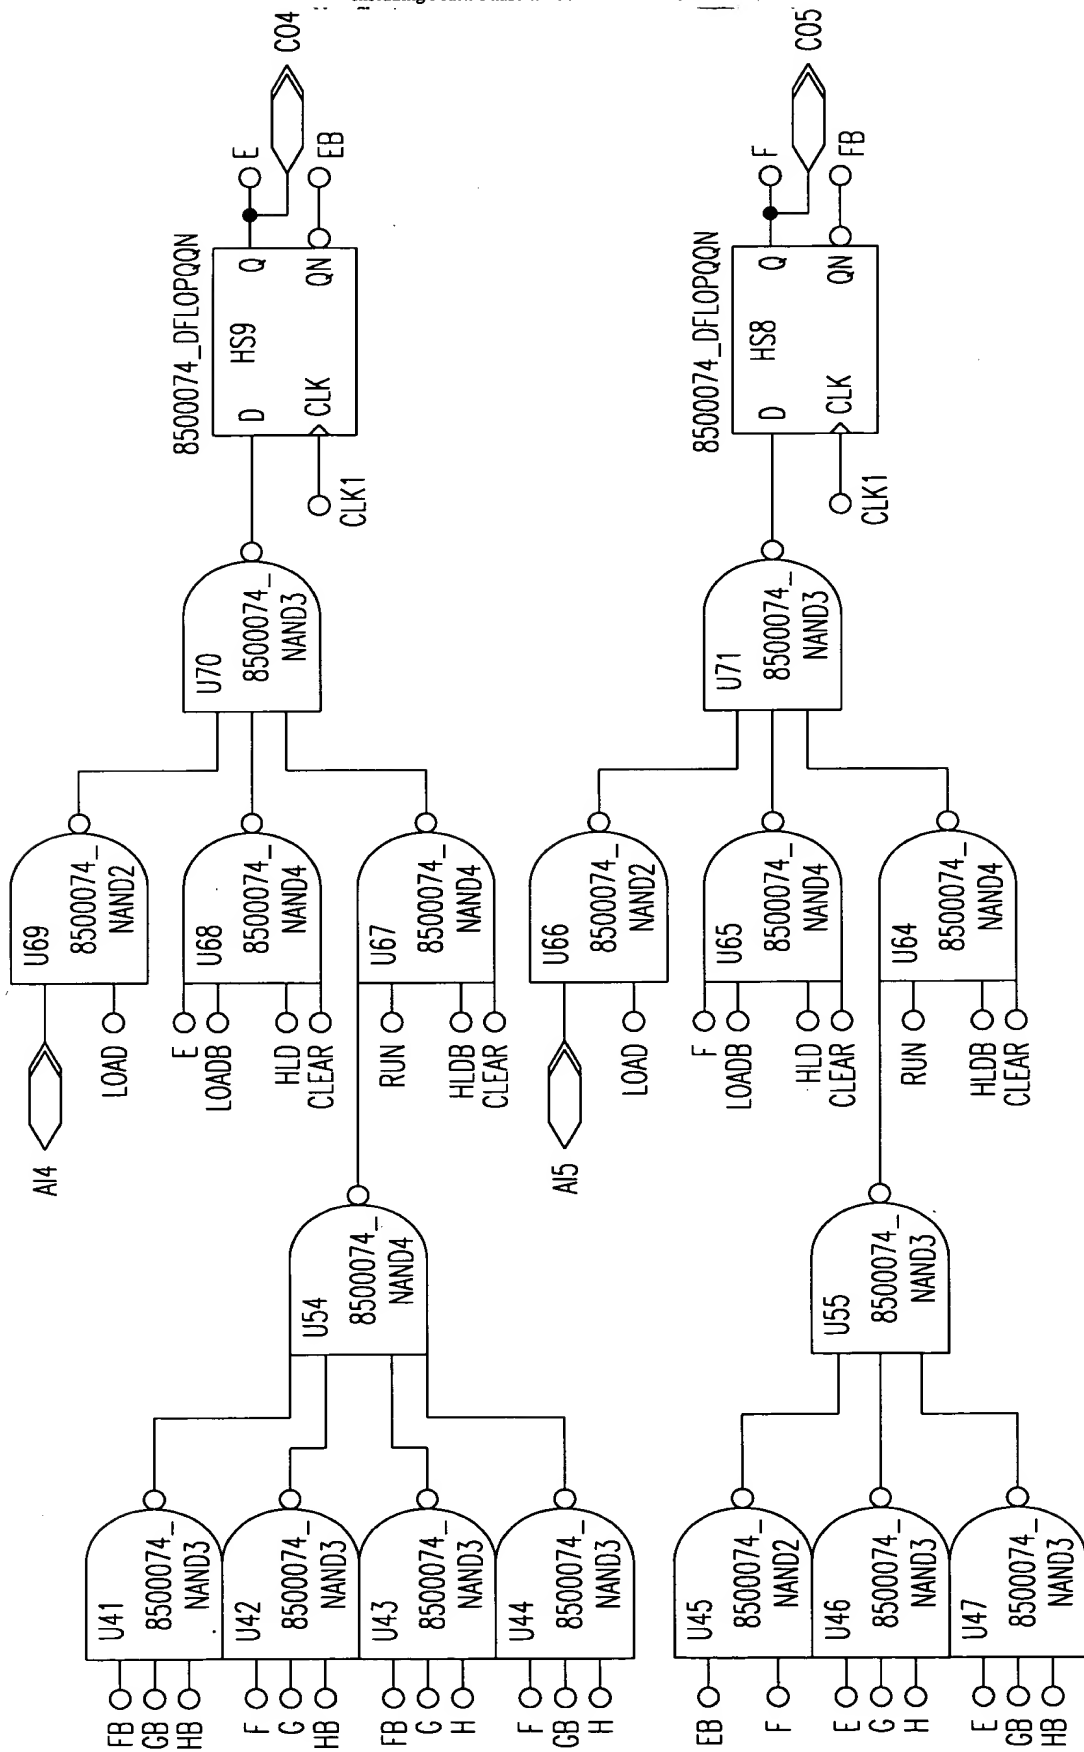 FB
GB
HB
U41
8500074_
NAND3
F
G
HB
U42
8500074_
NAND3
FB
G
H
U43
8500074_
NAND3
F
GB
H
U44
8500074_
NAND3
U54
8500074_
NAND4
AI4
LOAD
U69
8500074_
NAND2
E
LOADB
HLD
CLEAR
U68
8500074_
NAND4
RUN
HLDB
CLEAR
U67
8500074_
NAND4
U70
8500074_
NAND3
8500074_DFLOPQQN
HS9
D
CLK
Q
QN
CLK1
E
EB
CO4
EB
F
U45
8500074_
NAND2
E
G
H
U46
8500074_
NAND3
E
GB
HB
U47
8500074_
NAND3
U55
8500074_
NAND3
AI5
LOAD
U66
8500074_
NAND2
F
LOADB
HLD
CLEAR
U65
8500074_
NAND4
RUN
HLDB
CLEAR
U64
8500074_
NAND4
U71
8500074_
NAND3
8500074_DFLOPQQN
HS8
D
CLK
Q
QN
CLK1
F
FB
CO5